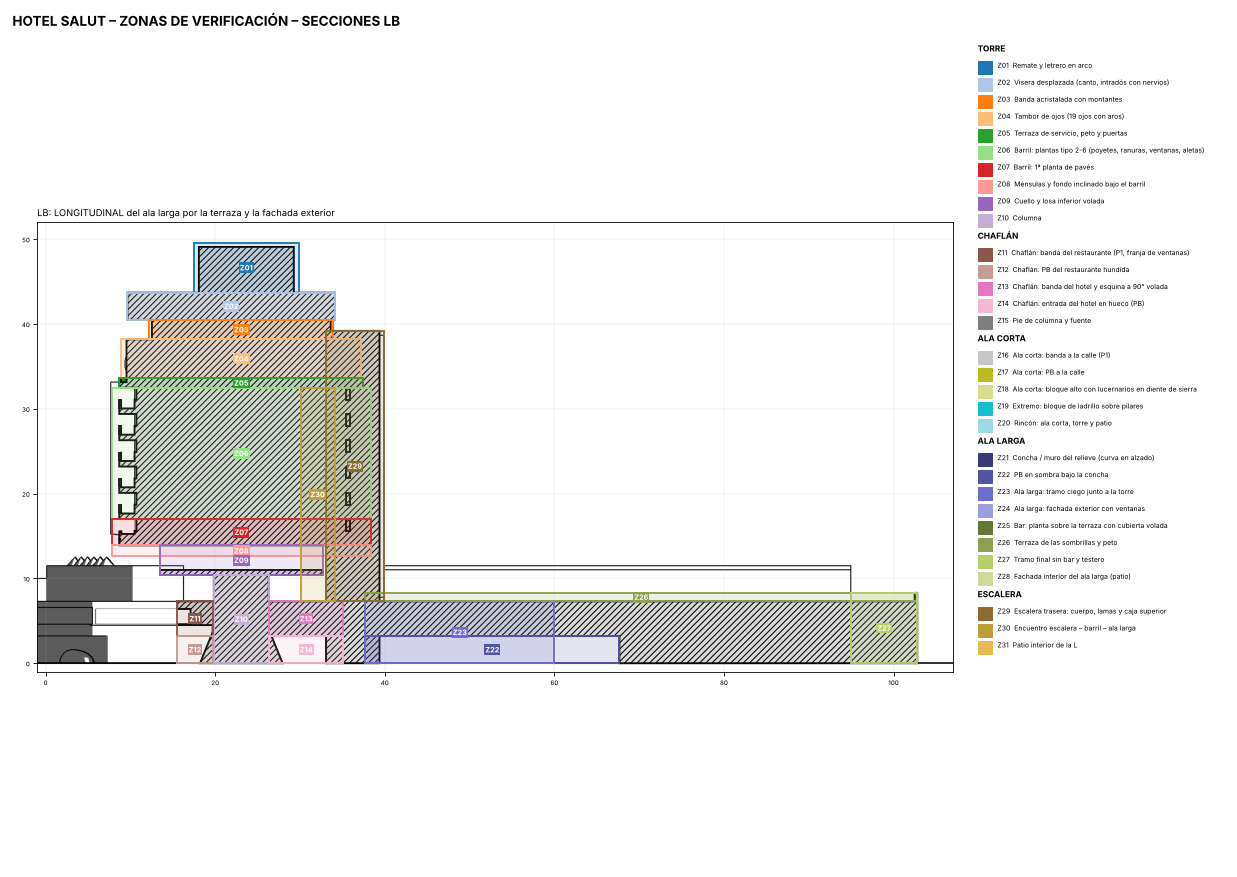 HOTEL SALUT – ZONAS DE VERIFICACIÓN – SECCIONES LB
LB: LONGITUDINAL del ala larga por la terraza y la fachada exterior
50
40
30
20
10
0
0
20
40
60
80
100
Z01
Z02
Z03
Z04
Z05
Z06
Z29
Z30
Z07
Z08
Z09
Z26
Z11
Z10
Z13
Z23
Z27
Z12
Z14
Z22
TORRE
Z01 Remate y letrero en arco
Z02 Visera desplazada (canto, intradós con nervios)
Z03 Banda acristalada con montantes
Z04 Tambor de ojos (19 ojos con aros)
Z05 Terraza de servicio, peto y puertas
Z06 Barril: plantas tipo 2-6 (poyetes, ranuras, ventanas, aletas)
Z07 Barril: 1ª planta de pavés
Z08 Ménsulas y fondo inclinado bajo el barril
Z09 Cuello y losa inferior volada
Z10 Columna
CHAFLÁN
Z11 Chaflán: banda del restaurante (P1, franja de ventanas)
Z12 Chaflán: PB del restaurante hundida
Z13 Chaflán: banda del hotel y esquina a 90° volada
Z14 Chaflán: entrada del hotel en hueco (PB)
Z15 Pie de columna y fuente
ALA CORTA
Z16 Ala corta: banda a la calle (P1)
Z17 Ala corta: PB a la calle
Z18 Ala corta: bloque alto con lucernarios en diente de sierra
Z19 Extremo: bloque de ladrillo sobre pilares
Z20 Rincón: ala corta, torre y patio
ALA LARGA
Z21 Concha / muro del relieve (curva en alzado)
Z22 PB en sombra bajo la concha
Z23 Ala larga: tramo ciego junto a la torre
Z24 Ala larga: fachada exterior con ventanas
Z25 Bar: planta sobre la terraza con cubierta volada
Z26 Terraza de las sombrillas y peto
Z27 Tramo final sin bar y testero
Z28 Fachada interior del ala larga (patio)
ESCALERA
Z29 Escalera trasera: cuerpo, lamas y caja superior
Z30 Encuentro escalera – barril – ala larga
Z31 Patio interior de la L